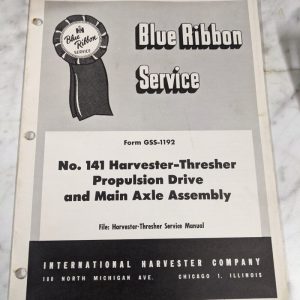 IH
Blue Ribbon
SERVICE
Blue Ribbon
Service
Form GSS-1192
No. 141 Harvester-Thresher
Propulsion Drive
and Main Axle Assembly
File: Harvester-Thresher Service Manual
INTERNATIONAL HARVESTER COMPANY
180 NORTH MICHIGAN AVE. CHICAGO 1, ILLINOIS